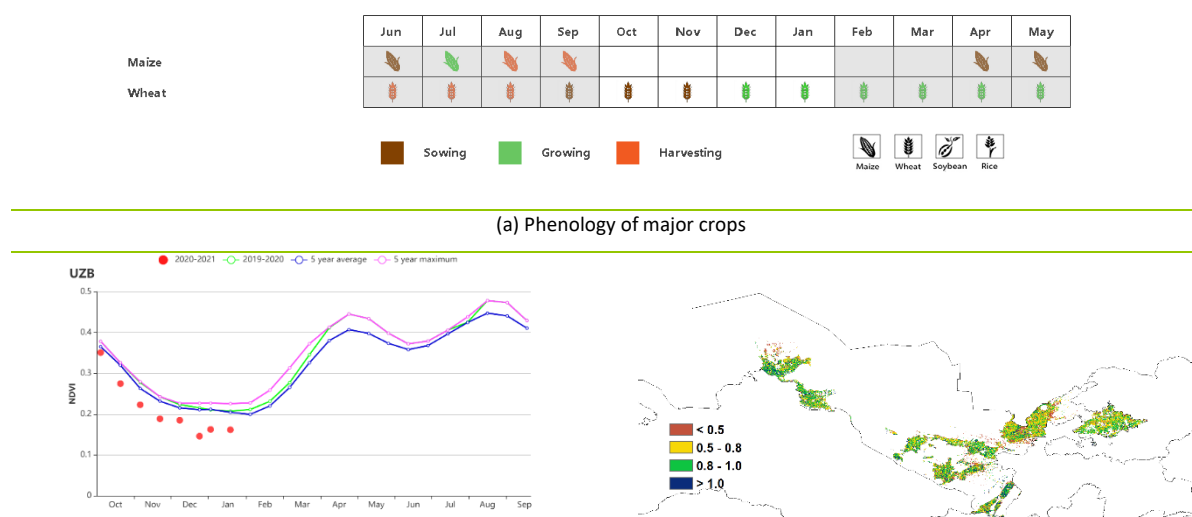 Jun Jul Aug Sep Oct Nov Dec Jan Feb Mar Apr May
Maize
Wheat
Sowing Growing Harvesting
Maize Wheat Soybean Rice
(a) Phenology of major crops
2020-2021 2019-2020 5 year average 5 year maximum
UZB
0.5
0.4
0.3
0.2
0.1
0
NDVI
Oct Nov Dec Jan Feb Mar Apr May Jun Jul Aug Sep
< 0.5
0.5 - 0.8
0.8 - 1.0
> 1.0